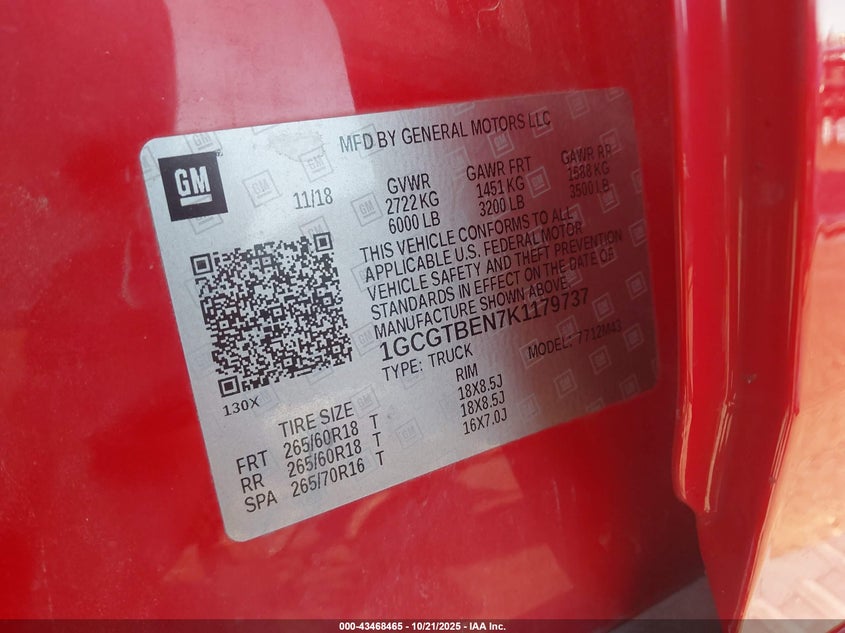 MFD BY GENERAL MOTORS LLC
GM
11/18
GVWR GAWR FRT GAWR RR
2722 KG 1451 KG 1588 KG
6000 LB 3200 LB 3500 LB
THIS VEHICLE CONFORMS TO ALL
APPLICABLE U.S. FEDERAL MOTOR
VEHICLE SAFETY AND THEFT PREVENTION
STANDARDS IN EFFECT ON THE DATE OF
MANUFACTURE SHOWN ABOVE.
1GCGTBEN7K1179737
TYPE: TRUCK MODEL: 7712M43
130X
TIRE SIZE RIM
FRT 265/60R18 T 18X8.5J
RR 265/60R18 T 18X8.5J
SPA 265/70R16 T 16X7.0J
000-43468465 - 10/21/2025 - IAA Inc.